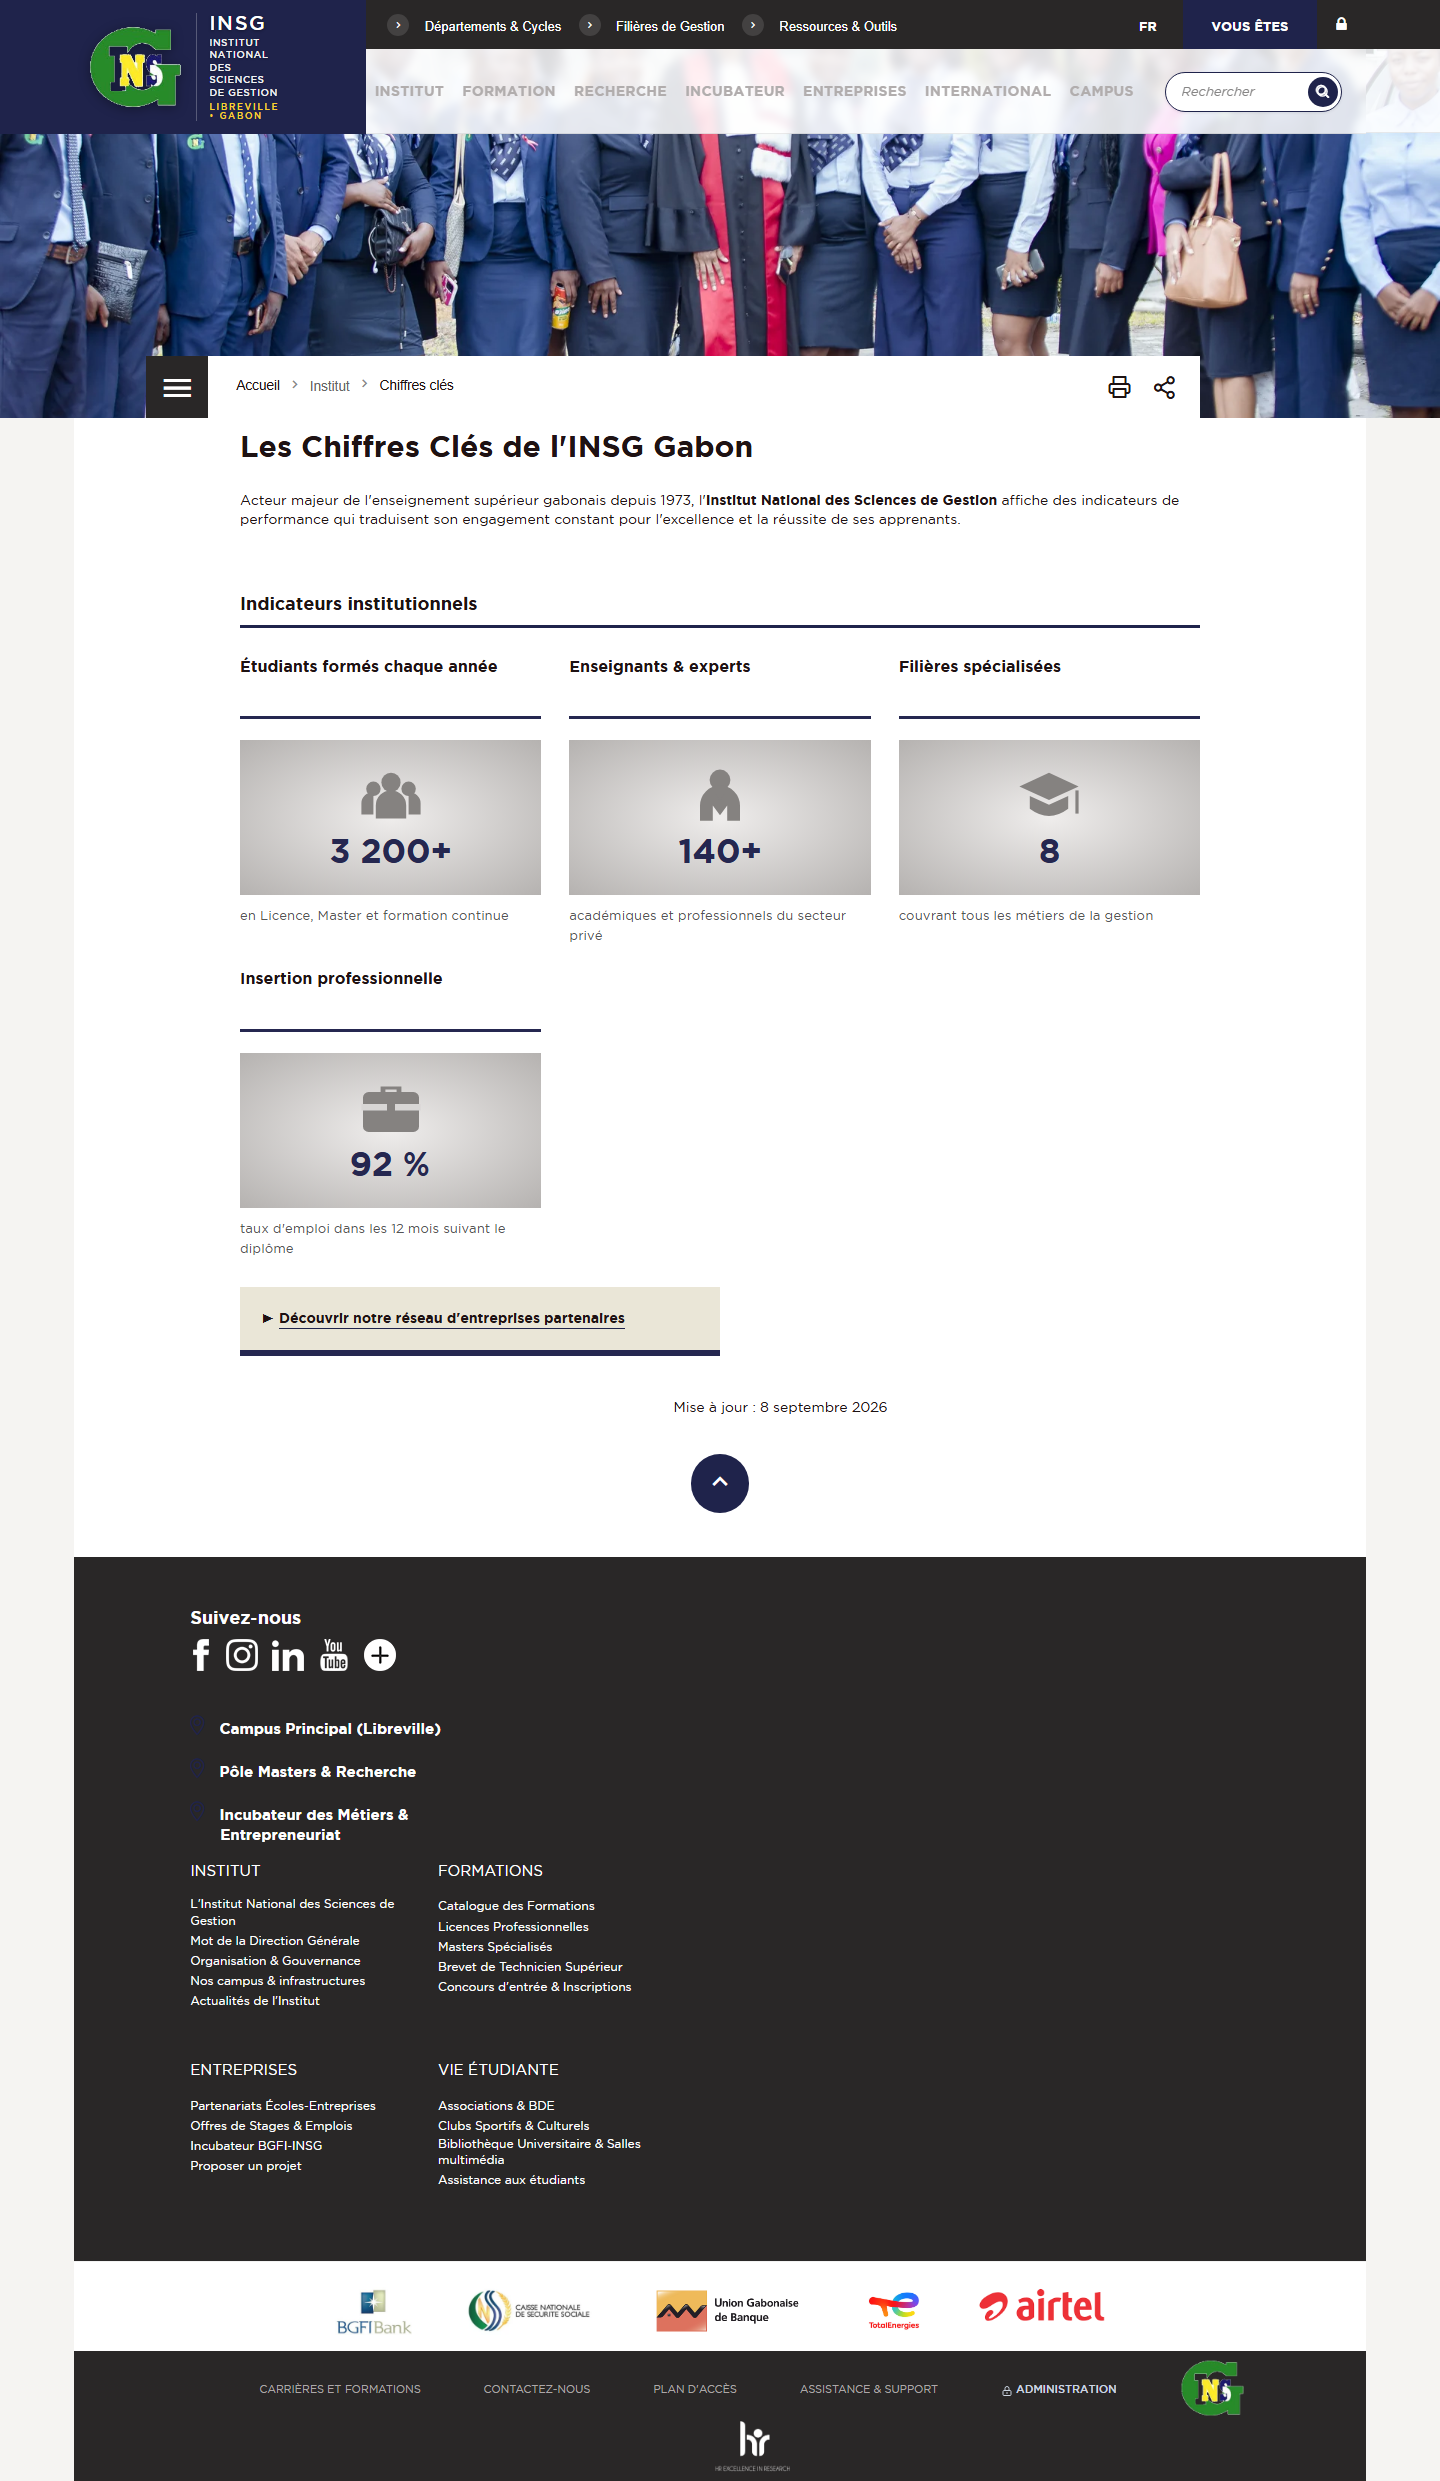 INSG
INSTITUT
NATIONAL
DES
SCIENCES
DE GESTION
LIBREVILLE
• GABON
Départements & Cycles
Filières de Gestion
Ressources & Outils
FR
VOUS ÊTES
INSTITUT
FORMATION
RECHERCHE
INCUBATEUR
ENTREPRISES
INTERNATIONAL
CAMPUS
Rechercher
Accueil
Institut
Chiffres clés
Les Chiffres Clés de l'INSG Gabon
Acteur majeur de l'enseignement supérieur gabonais depuis 1973, l'Institut National des Sciences de Gestion affiche des indicateurs de
performance qui traduisent son engagement constant pour l'excellence et la réussite de ses apprenants.
Indicateurs institutionnels
Étudiants formés chaque année
3 200+
en Licence, Master et formation continue
Enseignants & experts
140+
académiques et professionnels du secteur
privé
Filières spécialisées
8
couvrant tous les métiers de la gestion
Insertion professionnelle
92 %
taux d'emploi dans les 12 mois suivant le
diplôme
Découvrir notre réseau d'entreprises partenaires
Mise à jour : 8 septembre 2026
Suivez-nous
You
Tube
Campus Principal (Libreville)
Pôle Masters & Recherche
Incubateur des Métiers &
Entrepreneuriat
INSTITUT
L'Institut National des Sciences de
Gestion
Mot de la Direction Générale
Organisation & Gouvernance
Nos campus & infrastructures
Actualités de l'Institut
FORMATIONS
Catalogue des Formations
Licences Professionnelles
Masters Spécialisés
Brevet de Technicien Supérieur
Concours d'entrée & Inscriptions
ENTREPRISES
Partenariats Écoles-Entreprises
Offres de Stages & Emplois
Incubateur BGFI-INSG
Proposer un projet
VIE ÉTUDIANTE
Associations & BDE
Clubs Sportifs & Culturels
Bibliothèque Universitaire & Salles
multimédia
Assistance aux étudiants
BGFIBank
CAISSE NATIONALE
DE SECURITE SOCIALE
Union Gabonaise
de Banque
TotalEnergies
airtel
CARRIÈRES ET FORMATIONS
CONTACTEZ-NOUS
PLAN D'ACCÈS
ASSISTANCE & SUPPORT
ADMINISTRATION
GNS
hr
HR EXCELLENCE IN RESEARCH